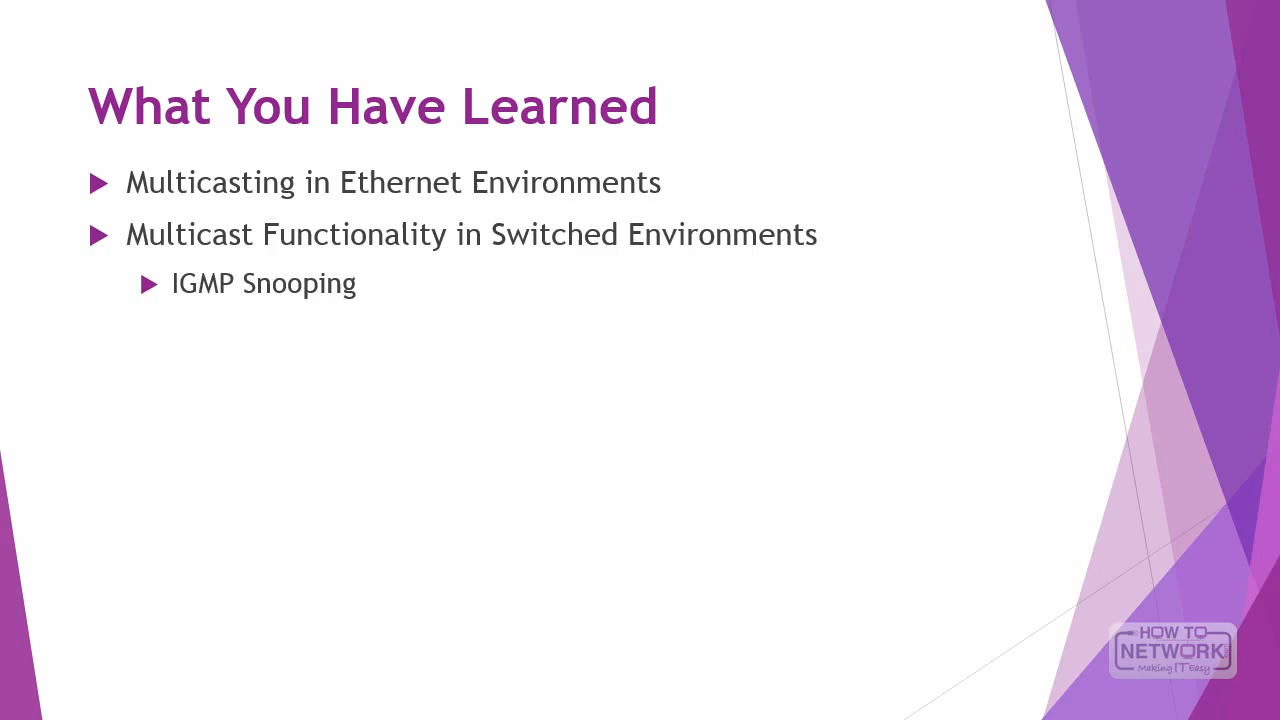 What You Have Learned
Multicasting in Ethernet Environments
Multicast Functionality in Switched Environments
IGMP Snooping
HOW TO
NETWORK
Making IT Easy